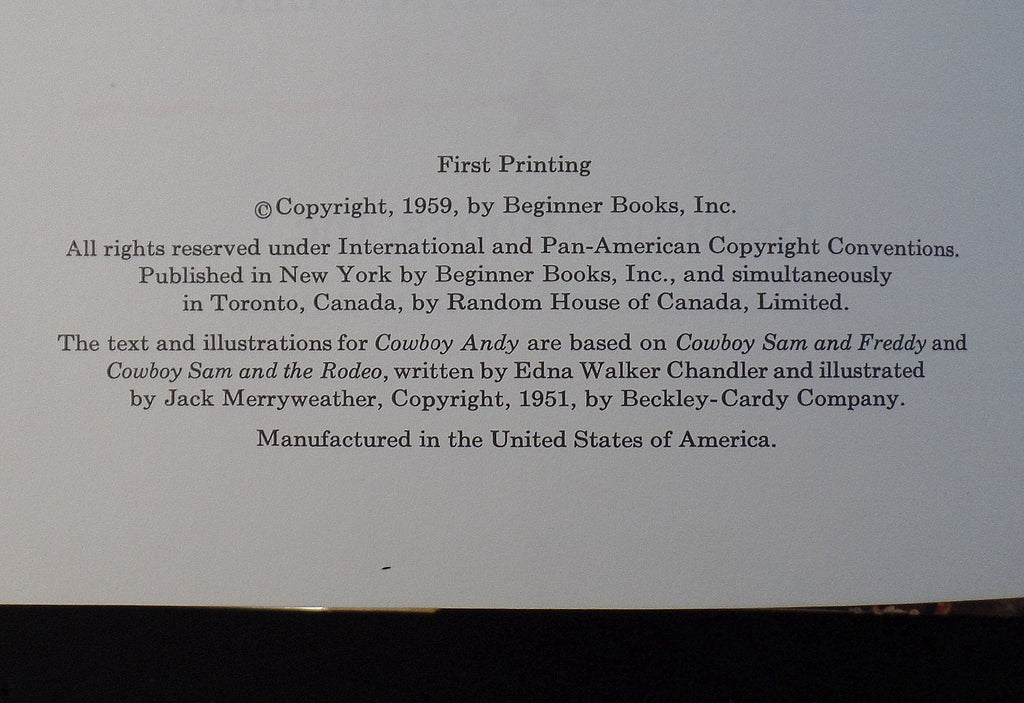 First Printing
© Copyright, 1959, by Beginner Books, Inc.
All rights reserved under International and Pan-American Copyright Conventions.
Published in New York by Beginner Books, Inc., and simultaneously
in Toronto, Canada, by Random House of Canada, Limited.
The text and illustrations for Cowboy Andy are based on Cowboy Sam and Freddy and
Cowboy Sam and the Rodeo, written by Edna Walker Chandler and illustrated
by Jack Merryweather, Copyright, 1951, by Beckley-Cardy Company.
Manufactured in the United States of America.